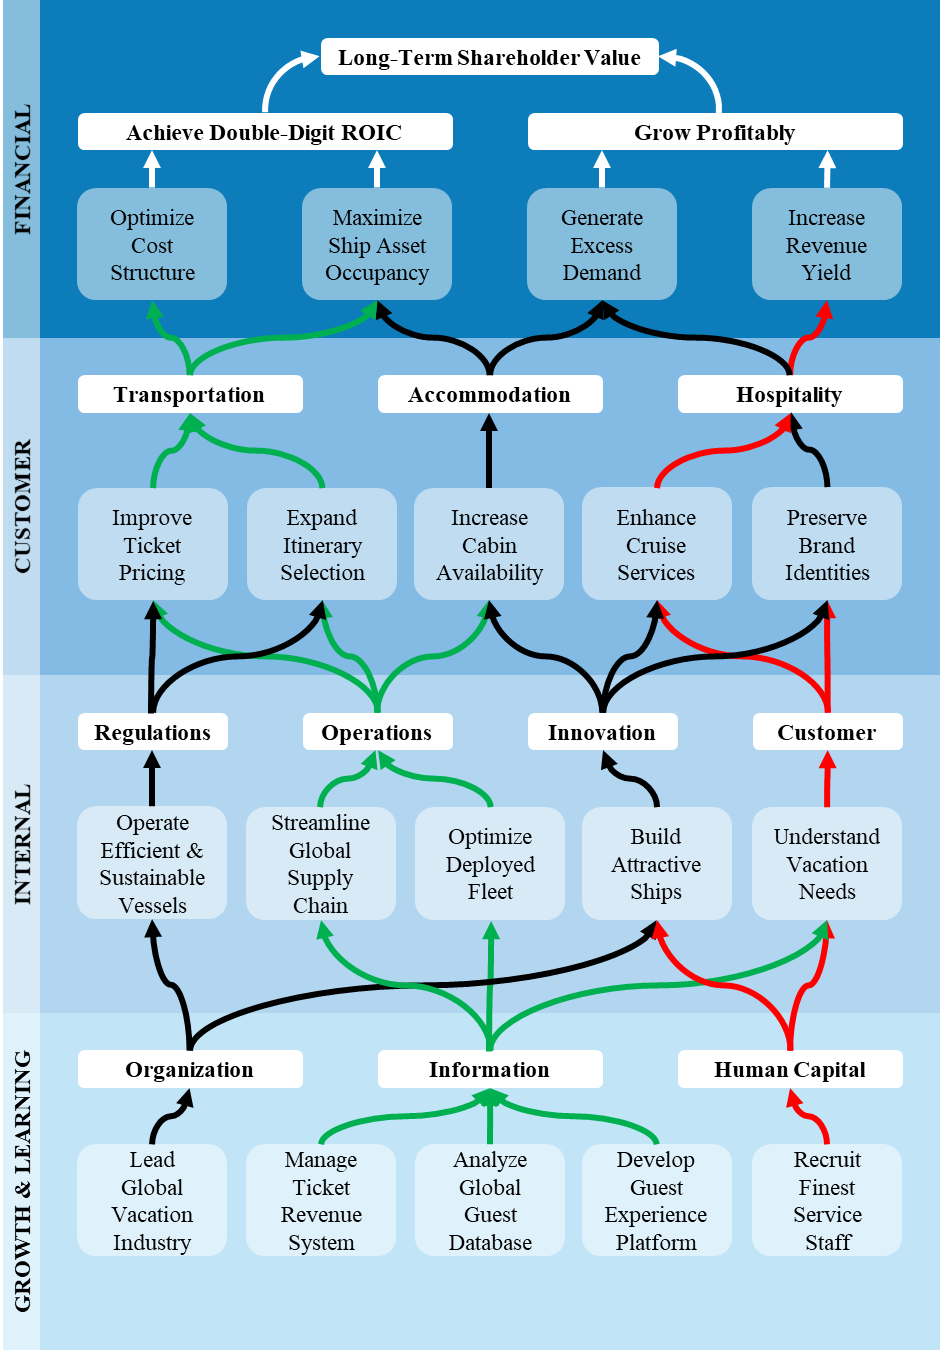 FINANCIAL
Long-Term Shareholder Value
Achieve Double-Digit ROIC
Grow Profitably
Optimize
Cost
Structure
Maximize
Ship Asset
Occupancy
Generate
Excess
Demand
Increase
Revenue
Yield
CUSTOMER
Transportation
Accommodation
Hospitality
Improve
Ticket
Pricing
Expand
Itinerary
Selection
Increase
Cabin
Availability
Enhance
Cruise
Services
Preserve
Brand
Identities
INTERNAL
Regulations
Operations
Innovation
Customer
Operate
Efficient &
Sustainable
Vessels
Streamline
Global
Supply
Chain
Optimize
Deployed
Fleet
Build
Attractive
Ships
Understand
Vacation
Needs
GROWTH & LEARNING
Organization
Information
Human Capital
Lead
Global
Vacation
Industry
Manage
Ticket
Revenue
System
Analyze
Global
Guest
Database
Develop
Guest
Experience
Platform
Recruit
Finest
Service
Staff